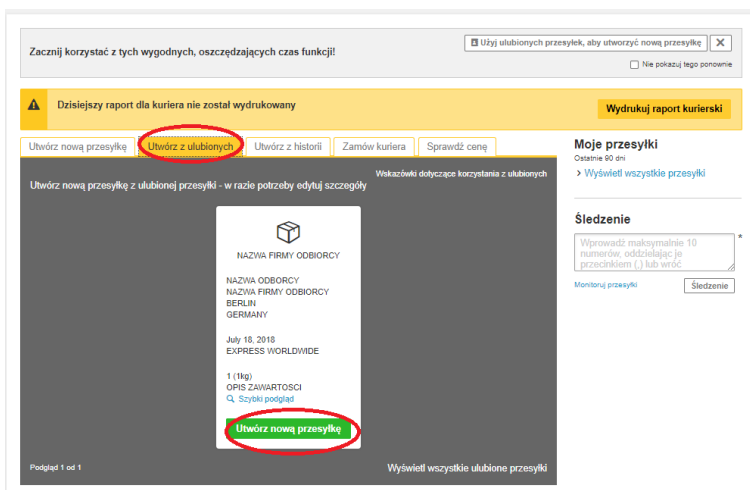 Zacznij korzystać z tych wygodnych, oszczędzających czas funkcji!
Użyj ulubionych przesyłek, aby utworzyć nową przesyłkę
X
Nie pokazuj tego ponownie
Dzisiejszy raport dla kuriera nie został wydrukowany
Wydrukuj raport kurierski
Utwórz nową przesyłkę
Utwórz z ulubionych
Utwórz z historii
Zamów kuriera
Sprawdź cenę
Wskazówki dotyczące korzystania z ulubionych
Utwórz nową przesyłkę z ulubionej przesyłki - w razie potrzeby edytuj szczegóły
NAZWA FIRMY ODBIORCY
NAZWA ODBORCY
NAZWA FIRMY ODBIORCY
BERLIN
GERMANY
July 18, 2018
EXPRESS WORLDWIDE
1 (1kg)
OPIS ZAWARTOSCI
Szybki podgląd
Utwórz nową przesyłkę
Podgląd 1 od 1
Wyświetl wszystkie ulubione przesyłki
Moje przesyłki
Ostatnie 90 dni
> Wyświetl wszystkie przesyłki
Śledzenie
Wprowadź maksymalnie 10
numerów, oddzielając je
przecinkiem (,) lub wróć
*
Monitoruj przesyłki
Śledzenie